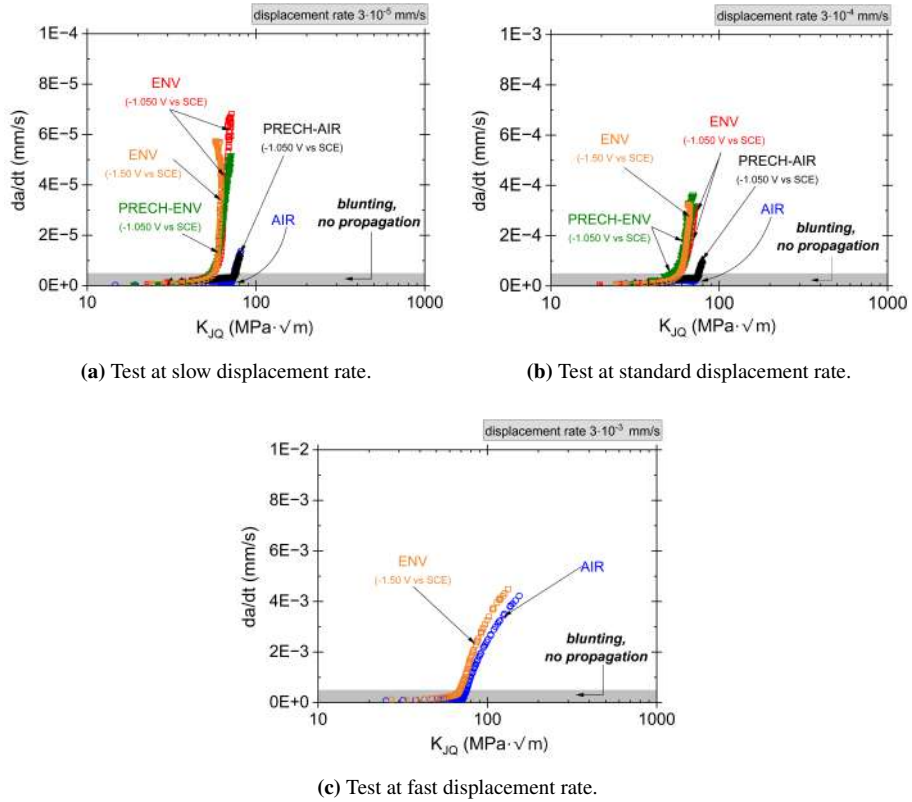 displacement rate 3·10⁻⁵ mm/s
1E−4
8E−5
6E−5
4E−5
2E−5
0E+0
da/dt (mm/s)
ENV
(-1.050 V vs SCE)
PRECH-AIR
(-1.050 V vs SCE)
ENV
(-1.50 V vs SCE)
PRECH-ENV
(-1.050 V vs SCE)
AIR
blunting,
no propagation
10
100
1000
K_JQ (MPa·√m)
(a) Test at slow displacement rate.
displacement rate 3·10⁻⁴ mm/s
1E−3
8E−4
6E−4
4E−4
2E−4
0E+0
da/dt (mm/s)
ENV
(-1.50 V vs SCE)
ENV
(-1.050 V vs SCE)
PRECH-AIR
(-1.050 V vs SCE)
PRECH-ENV
(-1.050 V vs SCE)
AIR
blunting,
no propagation
10
100
1000
K_JQ (MPa·√m)
(b) Test at standard displacement rate.
displacement rate 3·10⁻³ mm/s
1E−2
8E−3
6E−3
4E−3
2E−3
0E+0
da/dt (mm/s)
ENV
(-1.50 V vs SCE)
AIR
blunting,
no propagation
10
100
1000
K_JQ (MPa·√m)
(c) Test at fast displacement rate.